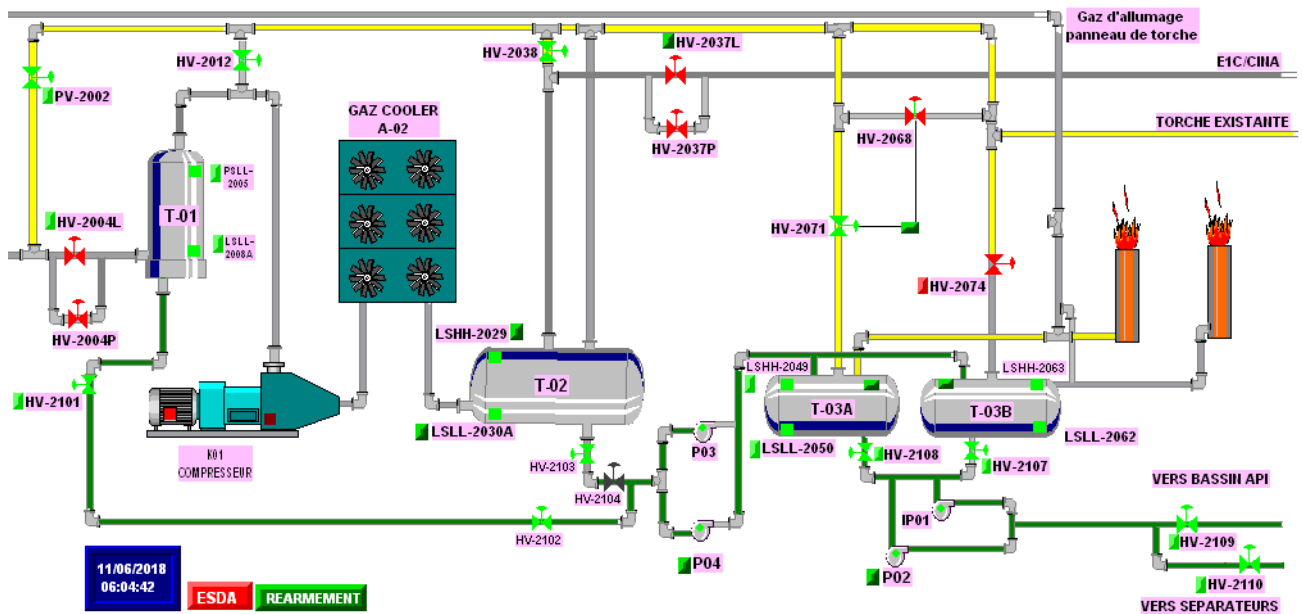 Gaz d'allumage
panneau de torche
HV-2037L
HV-2012
HV-2038
E1C/CINA
PV-2002
GAZ COOLER
A-02
TORCHE EXISTANTE
HV-2037P
HV-2068
PSLL-
2005
T-01
HV-2004L
LSLL-
2008A
HV-2071
HV-2074
HV-2004P
LSHH-2029
LSHH-2049
LSHH-2063
T-02
T-03A
T-03B
HV-2101
LSLL-2030A
LSLL-2050
LSLL-2062
K01
COMPRESSEUR
P03
HV-2108
HV-2107
HV-2103
HV-2104
VERS BASSIN API
IP01
HV-2102
HV-2109
P04
P02
11/06/2018
06:04:42
HV-2110
ESDA
REARMEMENT
VERS SEPARATEURS